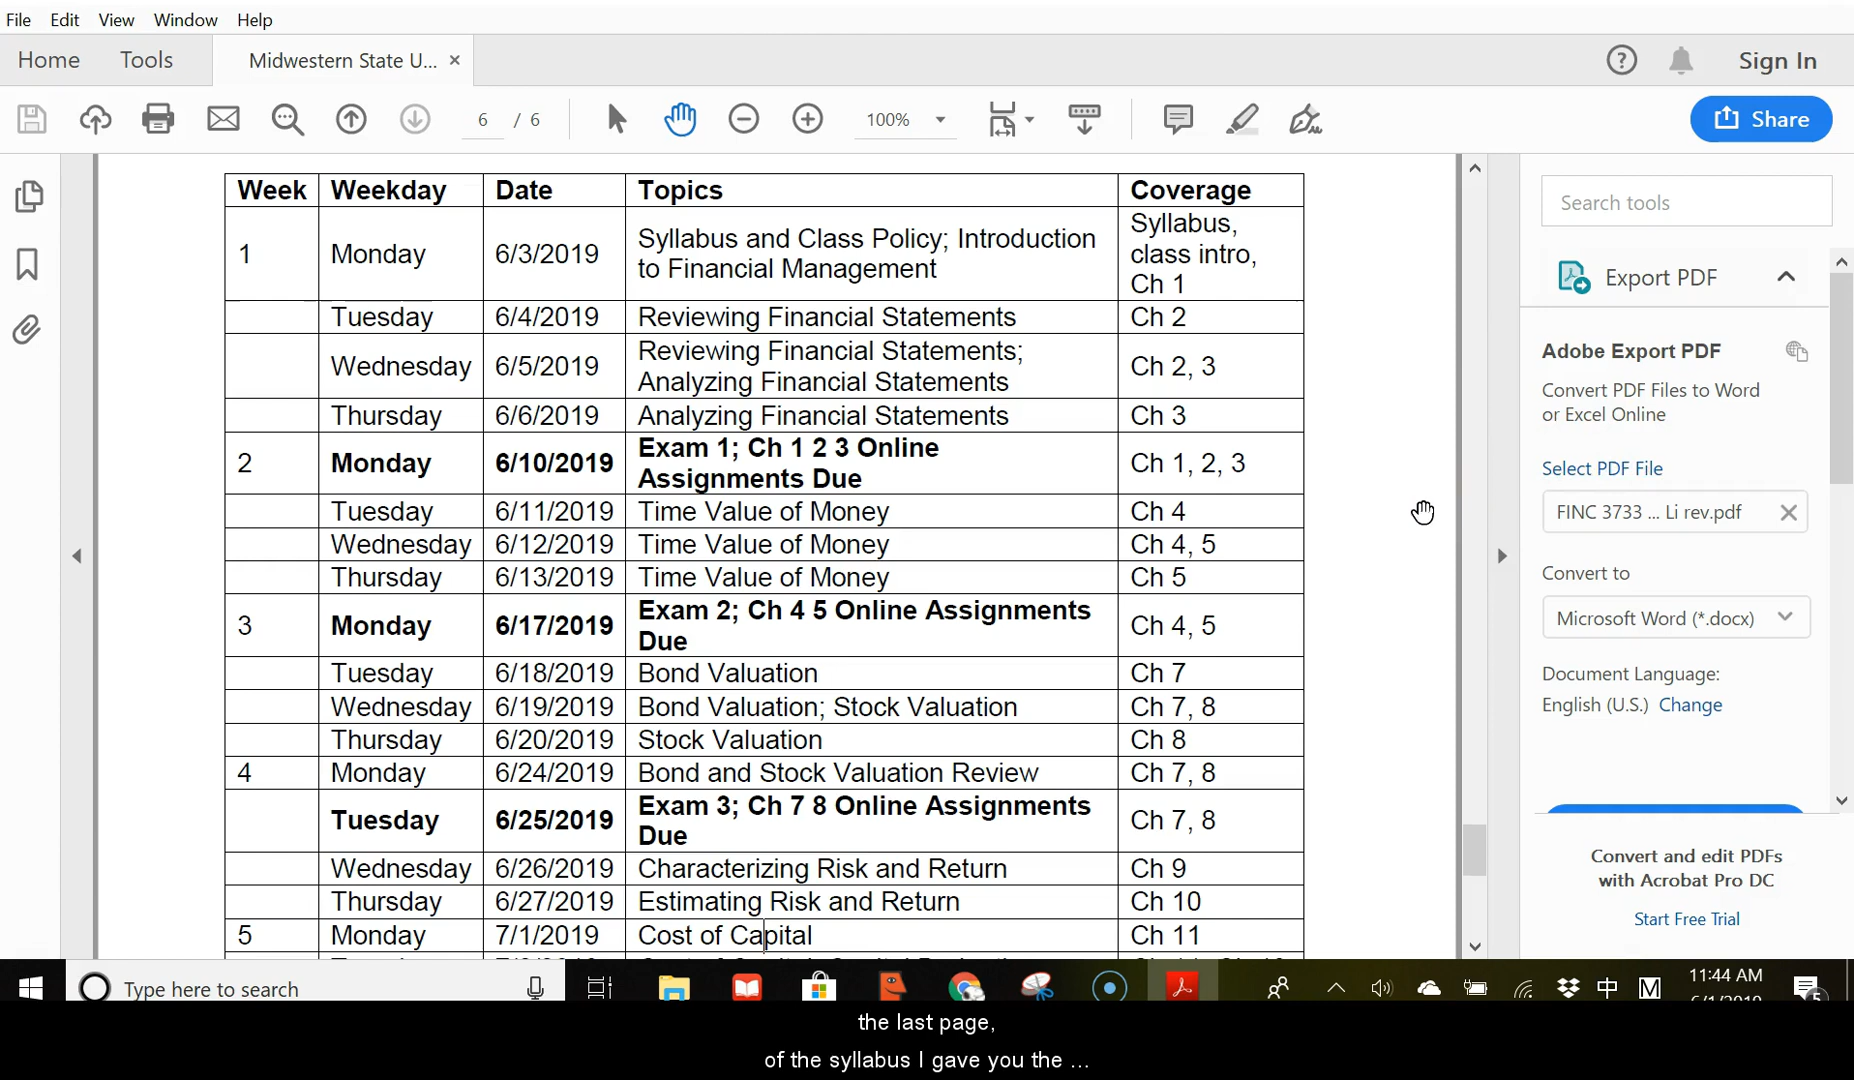 File Edit View Window Help
Home Tools Midwestern State U... × Sign In
6 / 6 100% Share
Week Weekday Date Topics Coverage
1 Monday 6/3/2019 Syllabus and Class Policy; Introduction to Financial Management Syllabus, class intro, Ch 1
Tuesday 6/4/2019 Reviewing Financial Statements Ch 2
Wednesday 6/5/2019 Reviewing Financial Statements; Analyzing Financial Statements Ch 2, 3
Thursday 6/6/2019 Analyzing Financial Statements Ch 3
2 Monday 6/10/2019 Exam 1; Ch 1 2 3 Online Assignments Due Ch 1, 2, 3
Tuesday 6/11/2019 Time Value of Money Ch 4
Wednesday 6/12/2019 Time Value of Money Ch 4, 5
Thursday 6/13/2019 Time Value of Money Ch 5
3 Monday 6/17/2019 Exam 2; Ch 4 5 Online Assignments Due Ch 4, 5
Tuesday 6/18/2019 Bond Valuation Ch 7
Wednesday 6/19/2019 Bond Valuation; Stock Valuation Ch 7, 8
Thursday 6/20/2019 Stock Valuation Ch 8
4 Monday 6/24/2019 Bond and Stock Valuation Review Ch 7, 8
Tuesday 6/25/2019 Exam 3; Ch 7 8 Online Assignments Due Ch 7, 8
Wednesday 6/26/2019 Characterizing Risk and Return Ch 9
Thursday 6/27/2019 Estimating Risk and Return Ch 10
5 Monday 7/1/2019 Cost of Capital Ch 11
Search tools
Export PDF
Adobe Export PDF
Convert PDF Files to Word
or Excel Online
Select PDF File
FINC 3733 ... Li rev.pdf
Convert to
Microsoft Word (*.docx)
Document Language:
English (U.S.) Change
Convert and edit PDFs
with Acrobat Pro DC
Start Free Trial
Type here to search
中 M 11:44 AM
5
the last page,
of the syllabus I gave you the ...